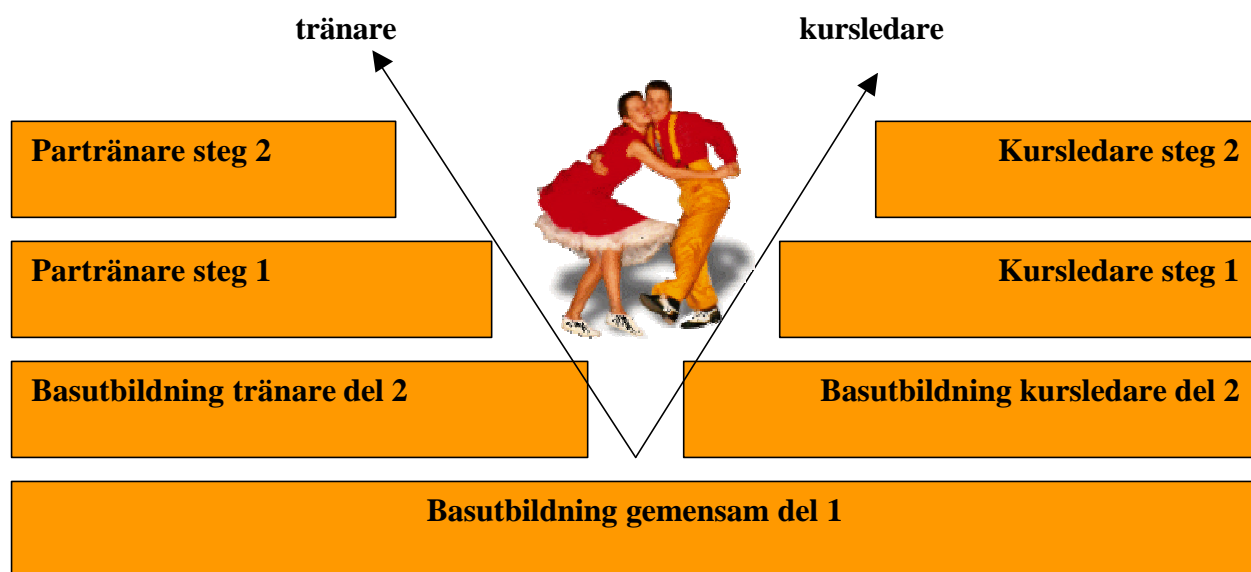 tränare
kursledare
Partränare steg 2
Kursledare steg 2
Partränare steg 1
Kursledare steg 1
Basutbildning tränare del 2
Basutbildning kursledare del 2
Basutbildning gemensam del 1